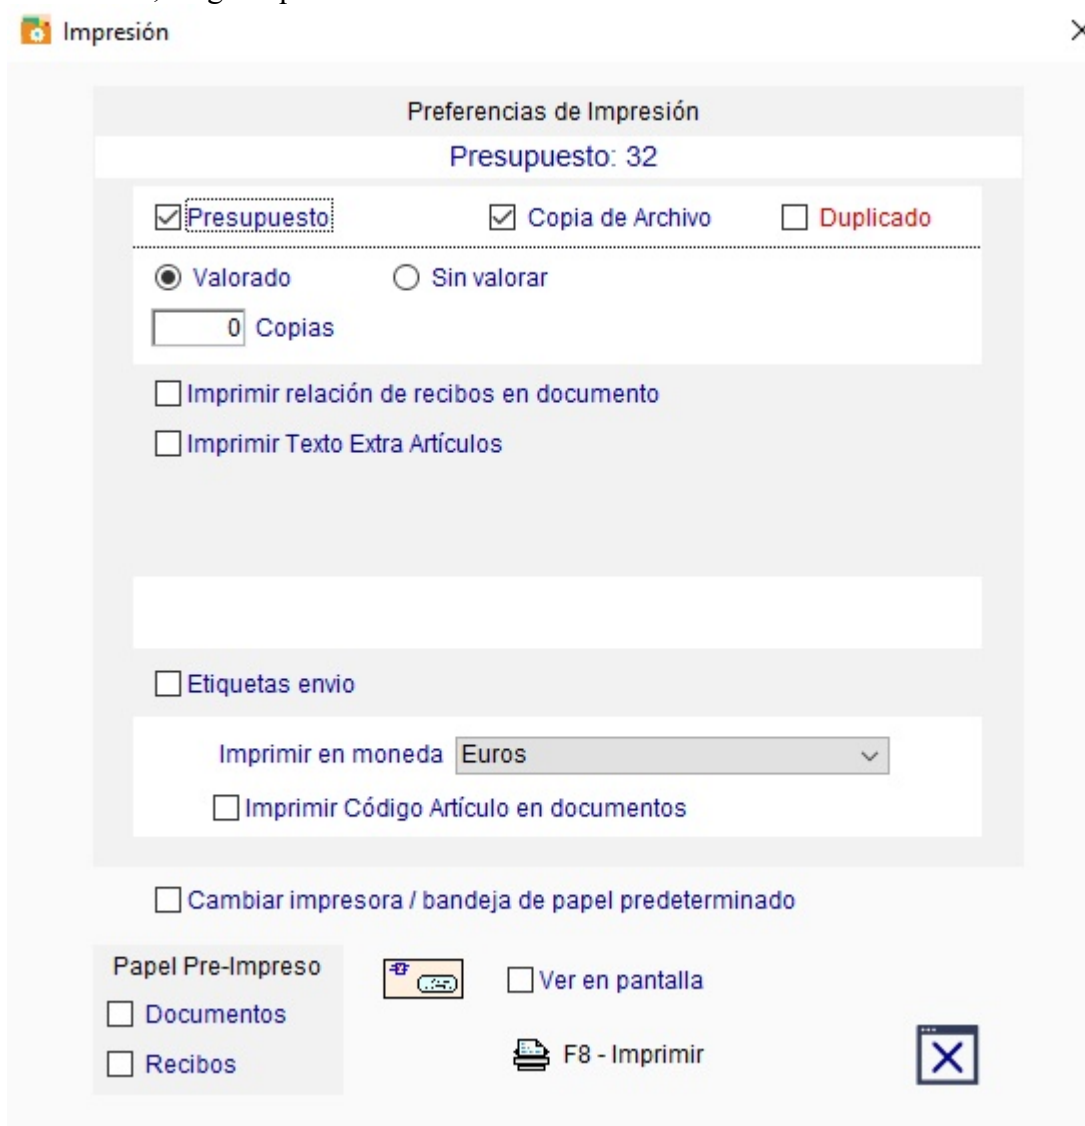 Impresión
Preferencias de Impresión
Presupuesto: 32
Presupuesto Copia de Archivo Duplicado
Valorado Sin valorar
0 Copias
Imprimir relación de recibos en documento
Imprimir Texto Extra Artículos
Etiquetas envio
Imprimir en moneda Euros
Imprimir Código Artículo en documentos
Cambiar impresora / bandeja de papel predeterminado
Papel Pre-Impreso
Ver en pantalla
Documentos
F8 - Imprimir
Recibos